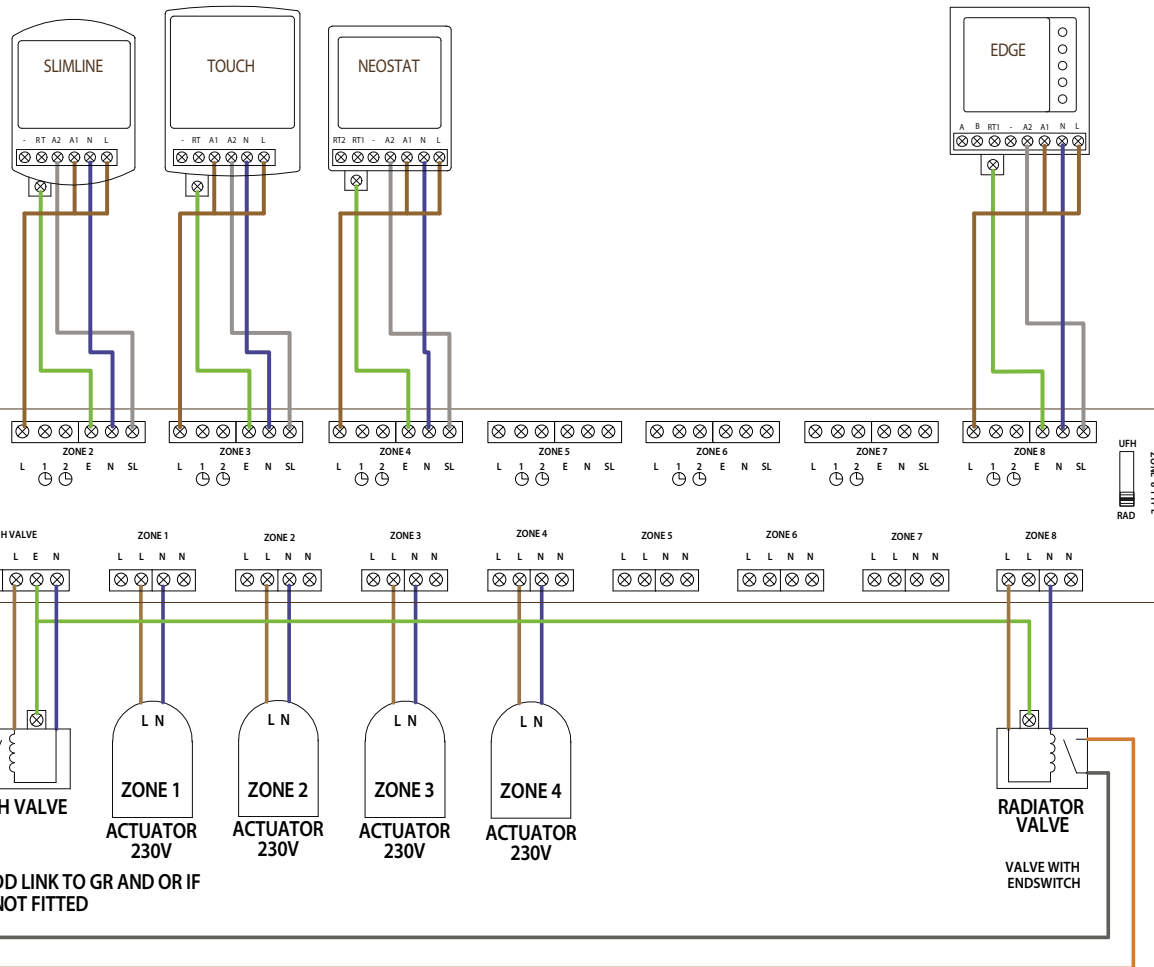 SLIMLINE
TOUCH
NEOSTAT
EDGE
- RT A2 A1 N L
- RT A1 A2 N L
RT2 RT1 - A2 A1 N L
A B RT1 - A2 A1 N L
ZONE 2
ZONE 3
ZONE 4
ZONE 5
ZONE 6
ZONE 7
ZONE 8
L 1 2 E N SL
L 1 2 E N SL
L 1 2 E N SL
L 1 2 E N SL
L 1 2 E N SL
L 1 2 E N SL
L 1 2 E N SL
UFH
RAD
H VALVE
ZONE 1
ZONE 2
ZONE 3
ZONE 4
ZONE 5
ZONE 6
ZONE 7
ZONE 8
L E N
L L N N
L L N N
L L N N
L L N N
L L N N
L L N N
L L N N
L L N N
L N
L N
L N
L N
ZONE 1
ZONE 2
ZONE 3
ZONE 4
H VALVE
ACTUATOR
230V
ACTUATOR
230V
ACTUATOR
230V
ACTUATOR
230V
RADIATOR
VALVE
VALVE WITH
ENDSWITCH
OD LINK TO GR AND OR IF
NOT FITTED